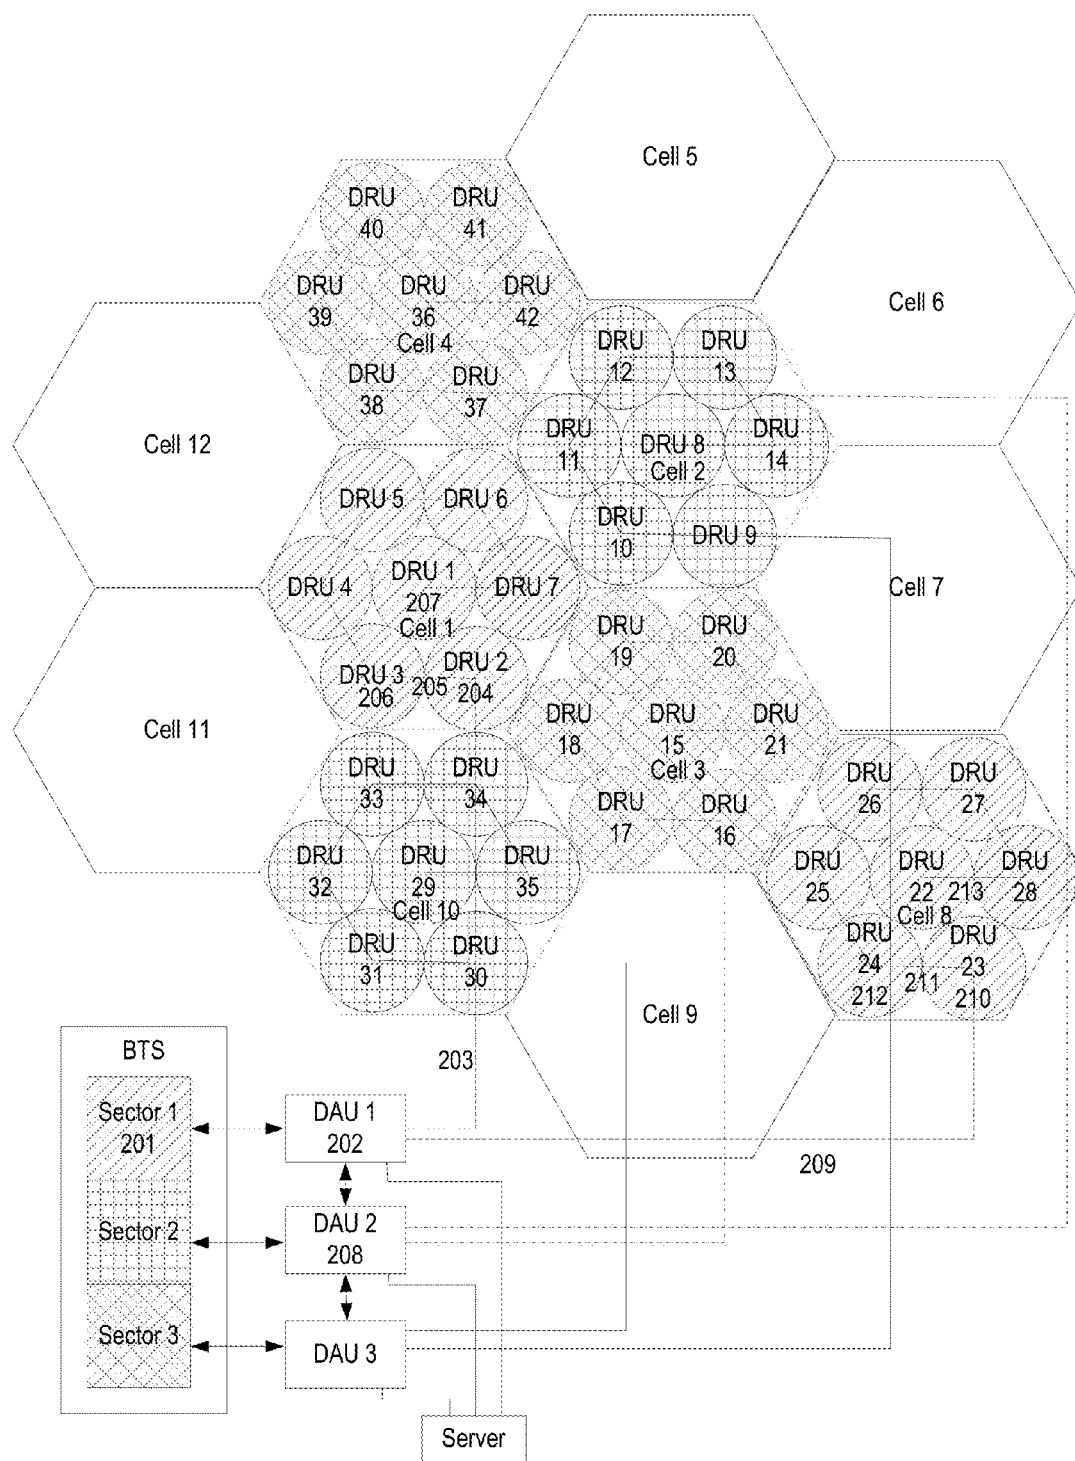 Cell 5
DRU
40
DRU
41
Cell 6
DRU
39
DRU
36
DRU
42
Cell 4
DRU
38
DRU
37
DRU
12
DRU
13
DRU
11
DRU 8
Cell 2
DRU
14
DRU
10
DRU 9
Cell 12
DRU 5
DRU 6
DRU 4
DRU 1
207
Cell 1
DRU 7
DRU 3
206
205
DRU 2
204
Cell 7
DRU
19
DRU
20
DRU
18
DRU
15
Cell 3
DRU
21
DRU
17
DRU
16
Cell 11
DRU
33
DRU
34
DRU
32
DRU
29
Cell 10
DRU
35
DRU
31
DRU
30
DRU
26
DRU
27
DRU
25
DRU
22
213
DRU
28
Cell 8
DRU
24
212
211
DRU
23
210
Cell 9
203
209
BTS
Sector 1
201
Sector 2
Sector 3
DAU 1
202
DAU 2
208
DAU 3
Server